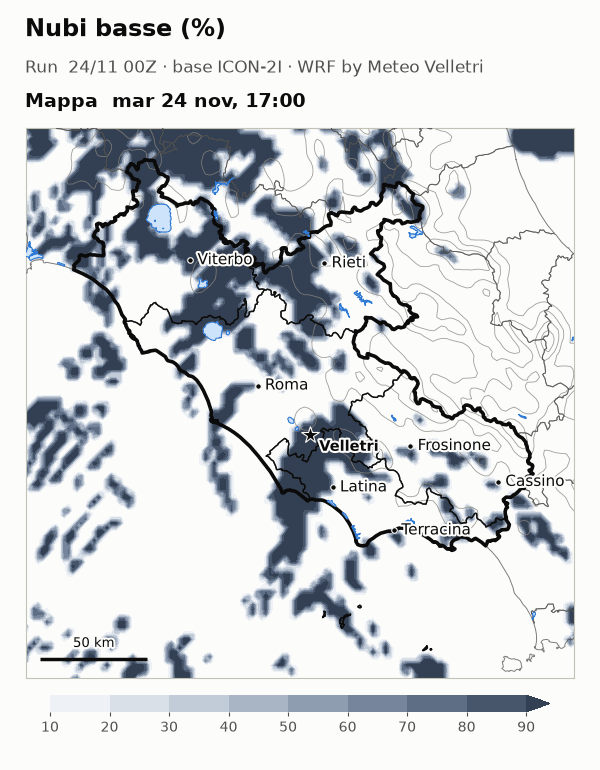 Nubi basse (%)
Run  24/11 00Z · base ICON-2I · WRF by Meteo Velletri
Mappa  mar 24 nov, 17:00
Viterbo
Rieti
Roma
Velletri
Frosinone
Cassino
Latina
Terracina
50 km
10 20 30 40 50 60 70 80 90